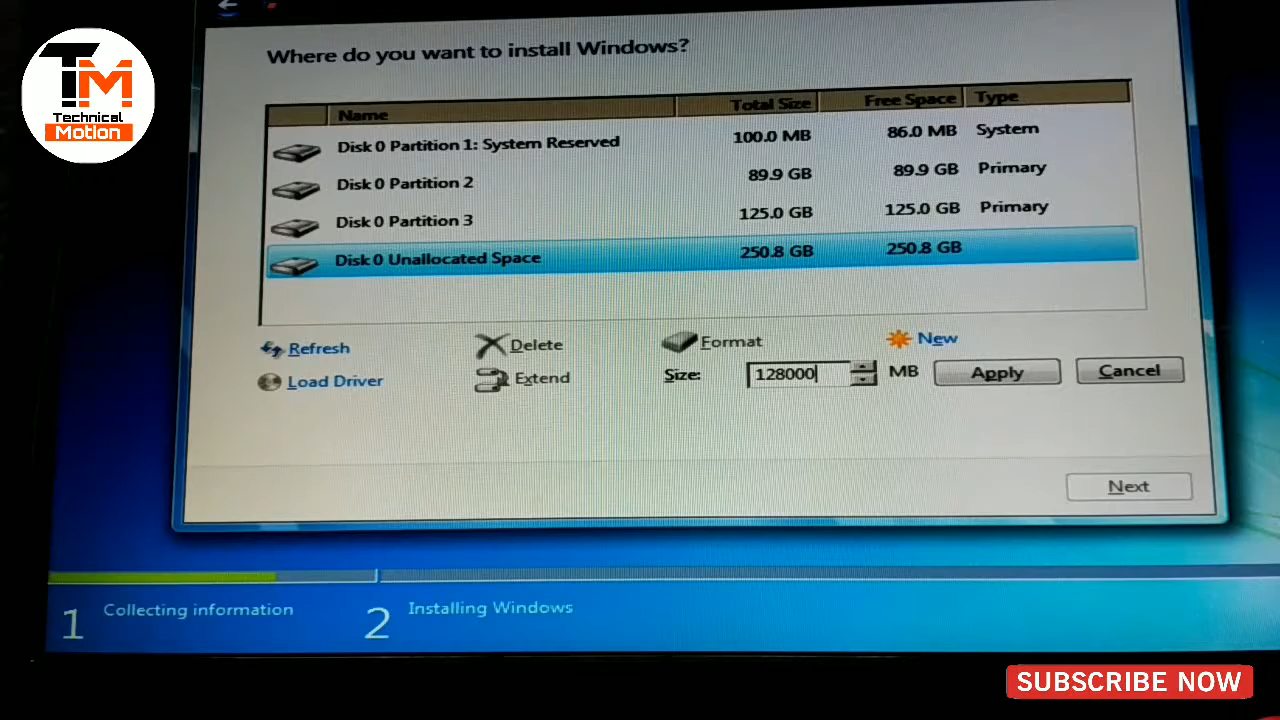 TM
Technical
Motion
Where do you want to install Windows?
Name Total Size Free Space Type
Disk 0 Partition 1: System Reserved 100.0 MB 86.0 MB System
Disk 0 Partition 2 89.9 GB 89.9 GB Primary
Disk 0 Partition 3 125.0 GB 125.0 GB Primary
Disk 0 Unallocated Space 250.8 GB 250.8 GB
Refresh Delete Format New
Load Driver Extend Size: 128000 MB Apply Cancel
Next
1 Collecting information 2 Installing Windows
SUBSCRIBE NOW